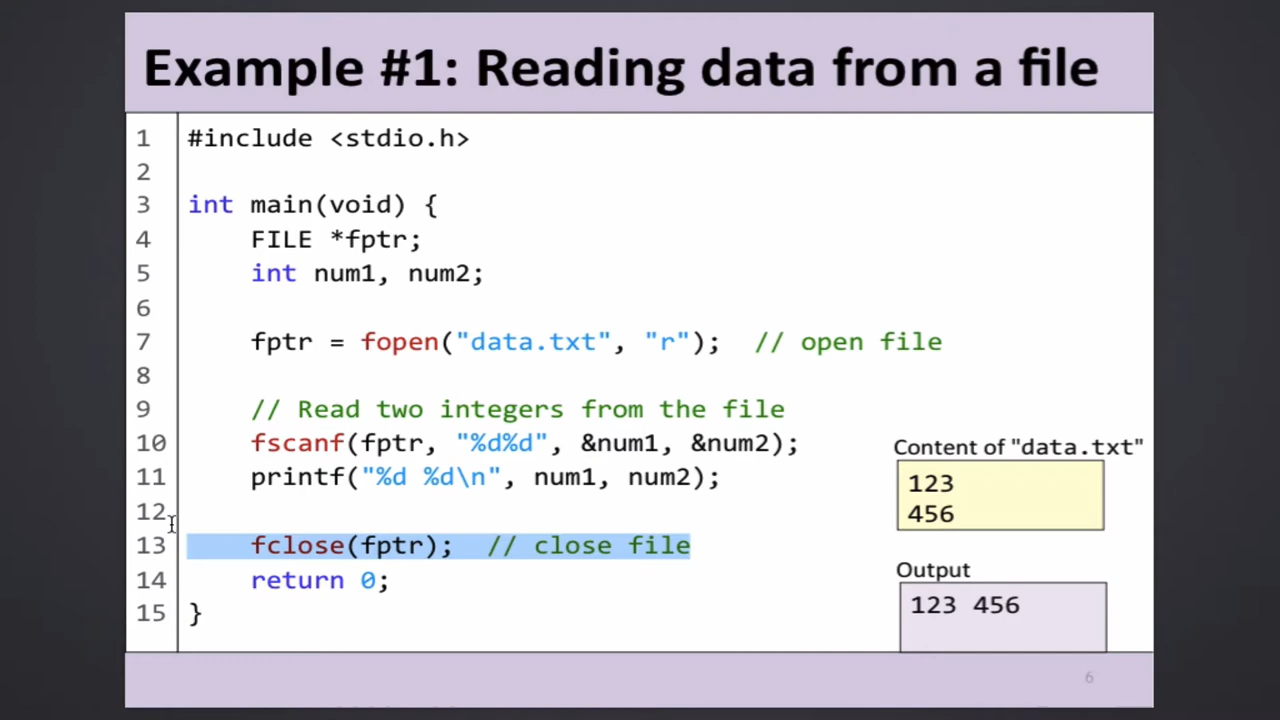 Example #1: Reading data from a file
1 #include <stdio.h>
2
3 int main(void) {
4     FILE *fptr;
5     int num1, num2;
6
7     fptr = fopen("data.txt", "r");  // open file
8
9     // Read two integers from the file
10     fscanf(fptr, "%d%d", &num1, &num2);
11     printf("%d %d\n", num1, num2);
12
13     fclose(fptr);  // close file
14     return 0;
15 }
Content of "data.txt"
123
456
Output
123 456
6